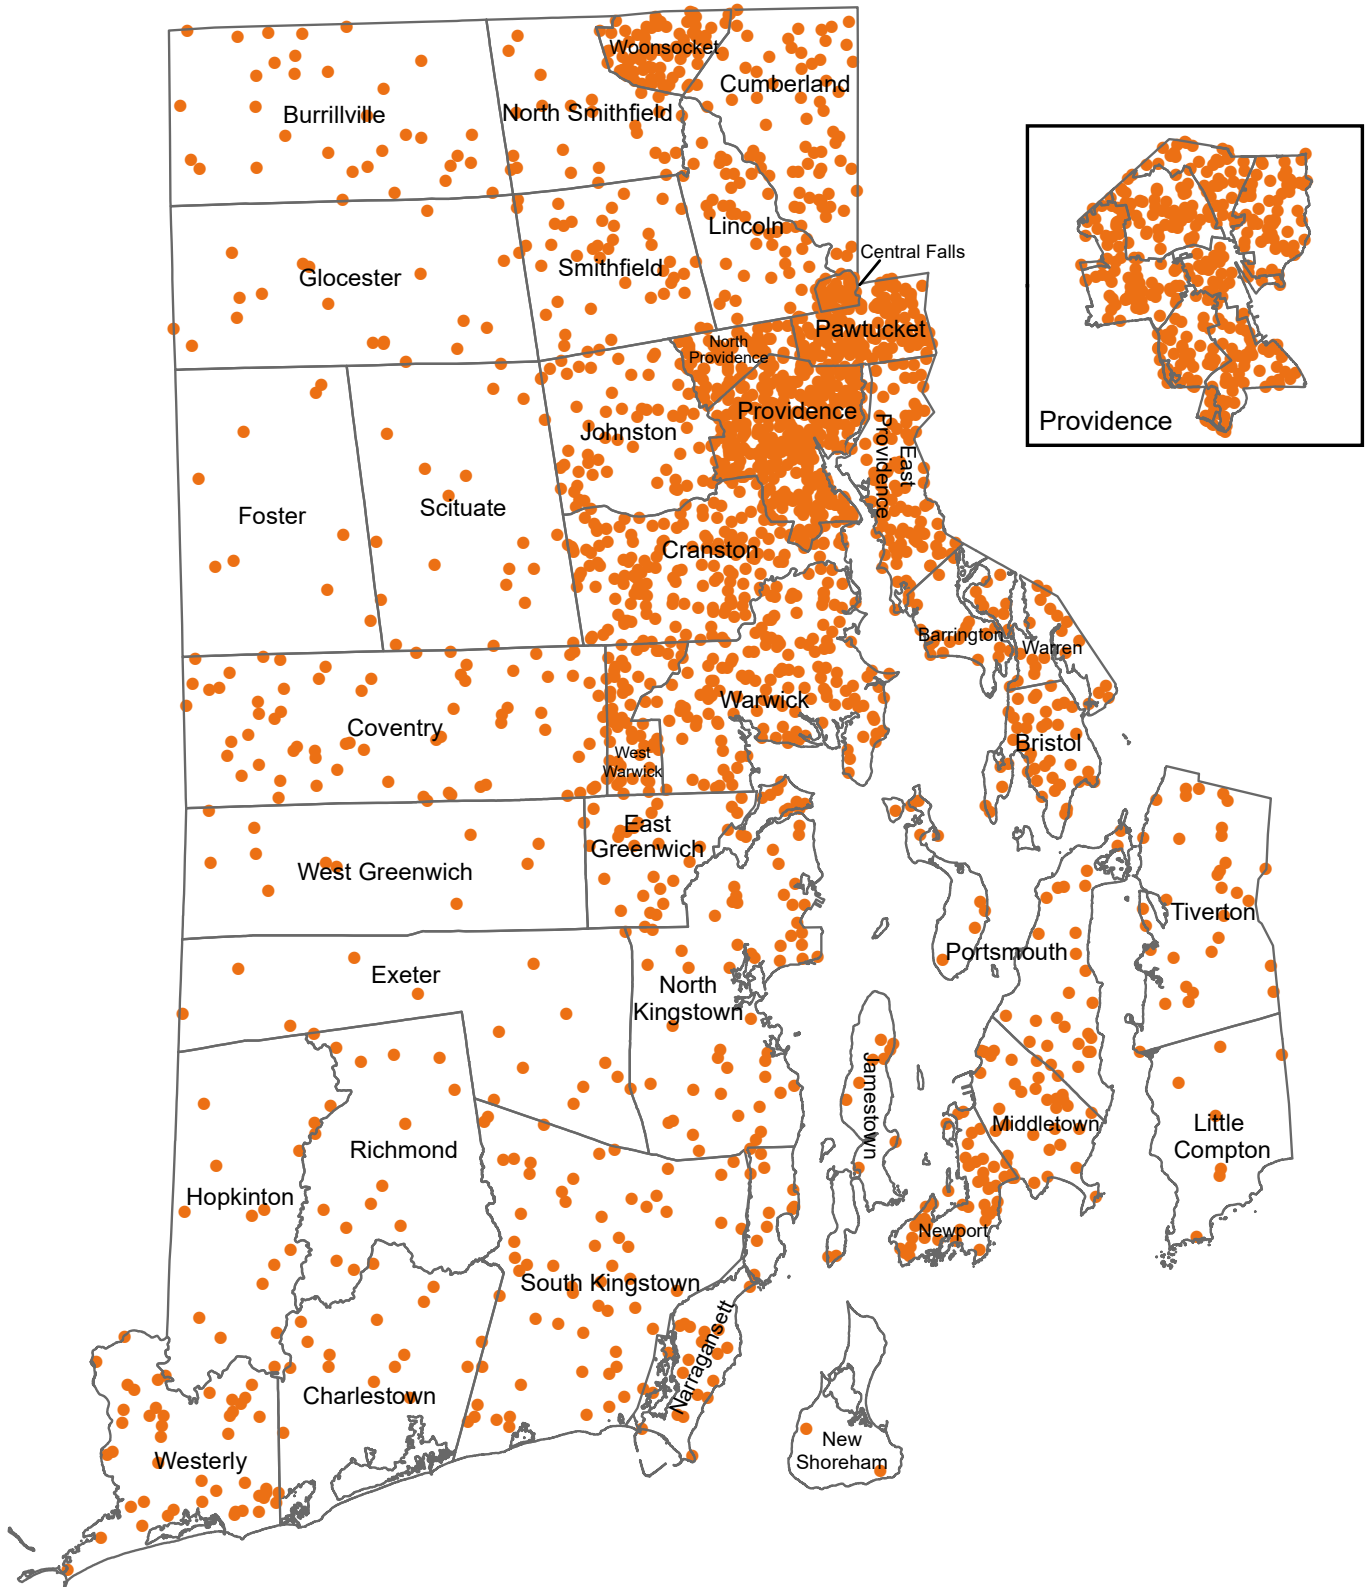 Woonsocket
Cumberland
Burrillville
North Smithfield
Lincoln
Central Falls
Glocester
Smithfield
Pawtucket
North
Providence
Providence
Johnston
East
Providence
Providence
Foster
Scituate
Cranston
Barrington
Warren
Coventry
Warwick
West
Warwick
Bristol
East
Greenwich
West Greenwich
Tiverton
Portsmouth
Exeter
North
Kingstown
Jamestown
Middletown
Little
Compton
Richmond
Hopkinton
Newport
South Kingstown
Narragansett
Charlestown
New
Shoreham
Westerly